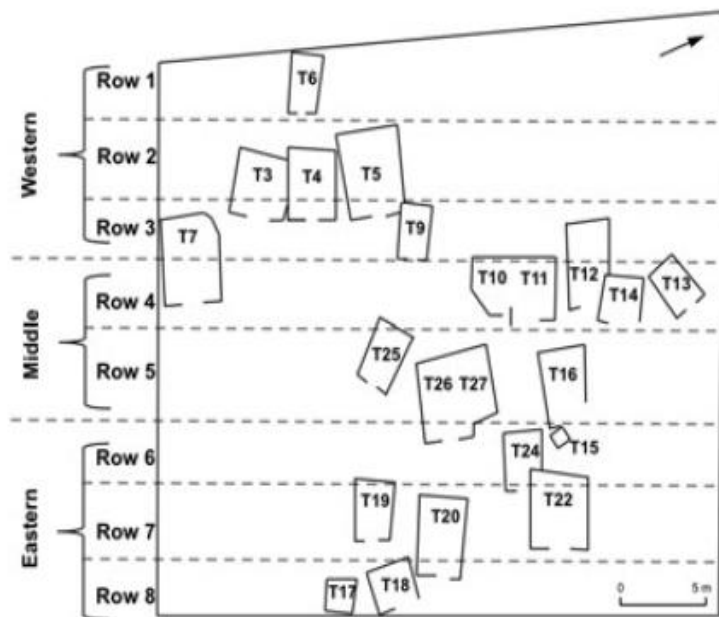 Western
Row 1
T6
Row 2
T3 T4 T5
Row 3
T7 T9
Middle
Row 4
T10 T11 T12 T14 T13
Row 5
T25 T26 T27 T16
Eastern
Row 6
T24 T15
Row 7
T19 T20 T22
Row 8
T17 T18
0 5 m